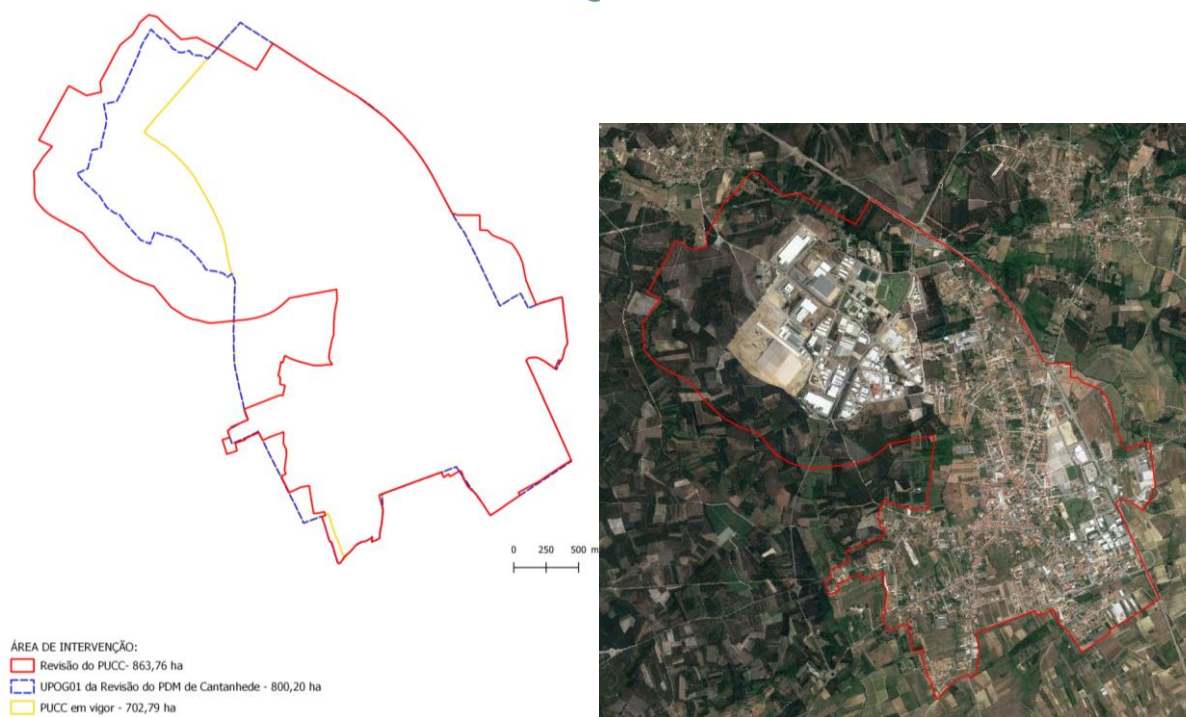 0 250 500 m
ÁREA DE INTERVENÇÃO:
Revisão do PUCC- 863,76 ha
UPOG01 da Revisão do PDM de Cantanhede - 800,20 ha
PUCC em vigor - 702,79 ha